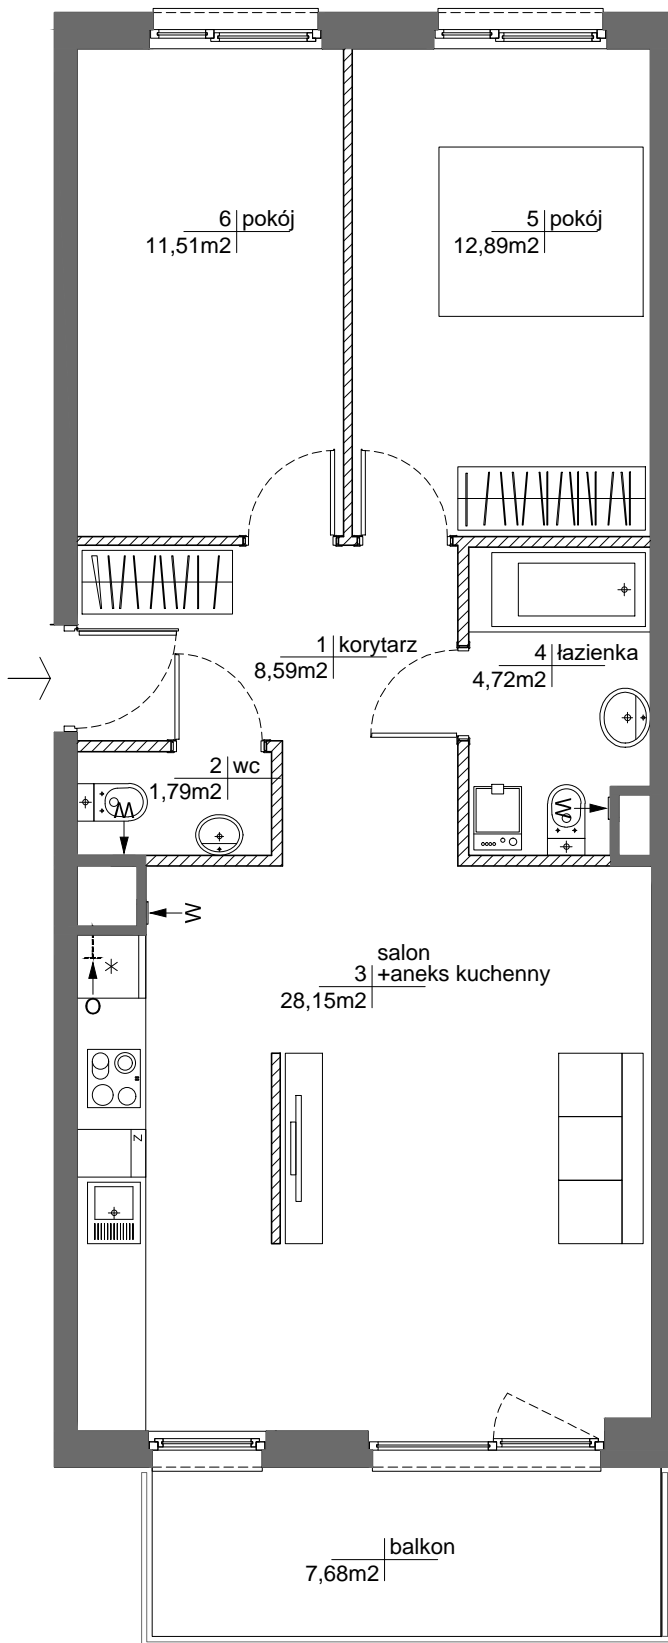 6 pokój
11,51m2
5 pokój
12,89m2
1 korytarz
8,59m2
4 łazienka
4,72m2
2 wc
1,79m2
W
W
W
salon
3 +aneks kuchenny
28,15m2
O
Z
balkon
7,68m2